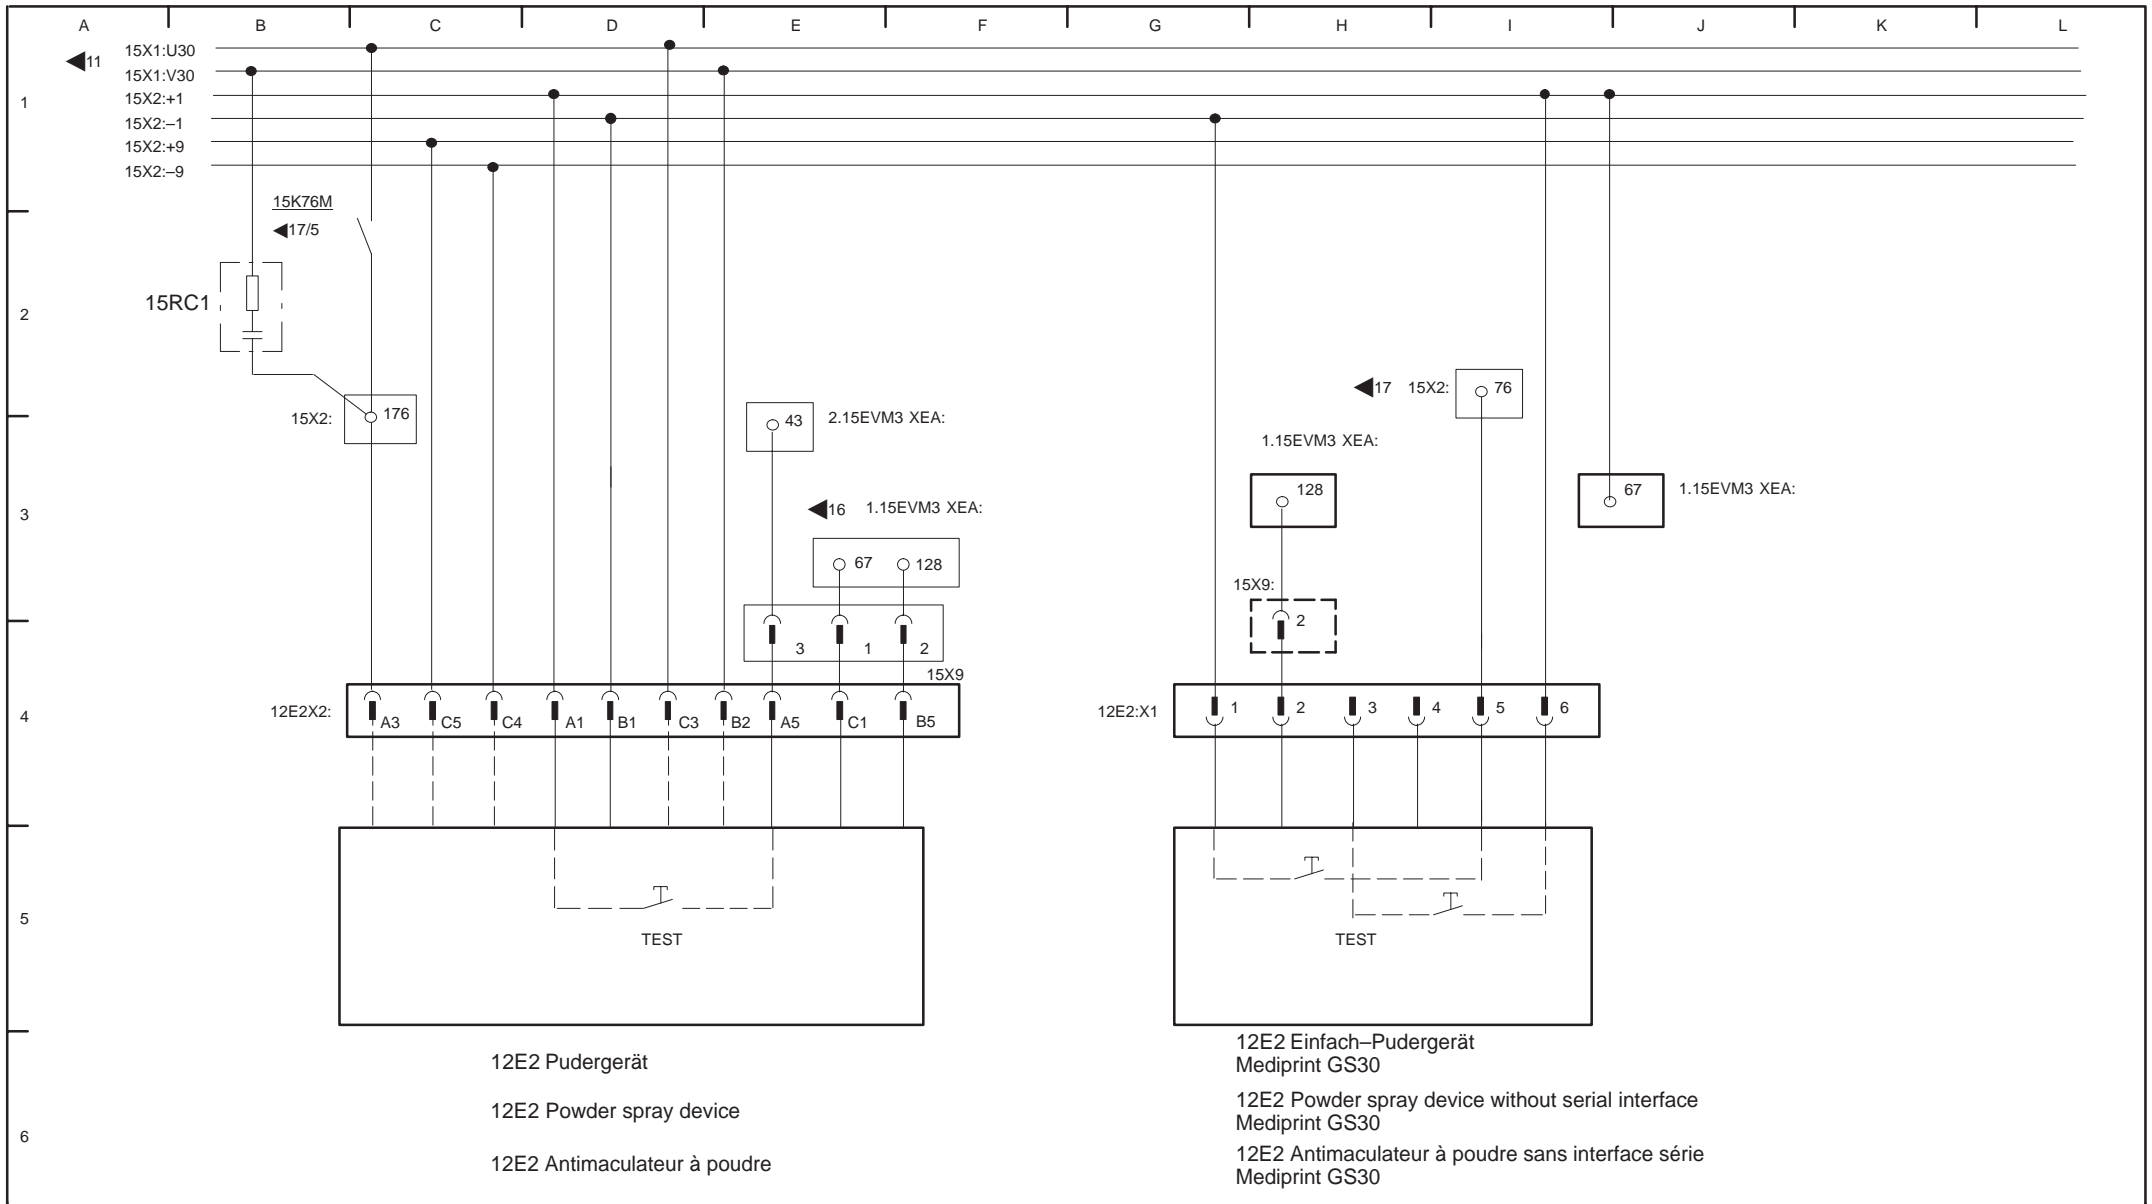 A B C D E F G H I J K L
11
15X1:U30
15X1:V30
15X2:+1
15X2:–1
15X2:+9
15X2:–9
1
15K76M
17/5
15RC1
2
15X2: 176
43 2.15EVM3 XEA:
17 15X2: 76
1.15EVM3 XEA:
128
67 1.15EVM3 XEA:
3
16 1.15EVM3 XEA:
67 128
15X9:
2
3 1 2
15X9
4
12E2X2: A3 C5 C4 A1 B1 C3 B2 A5 C1 B5
12E2:X1 1 2 3 4 5 6
5
TEST
TEST
12E2 Pudergerät
12E2 Powder spray device
12E2 Antimaculateur à poudre
12E2 Einfach–Pudergerät
Mediprint GS30
12E2 Powder spray device without serial interface
Mediprint GS30
12E2 Antimaculateur à poudre sans interface série
Mediprint GS30
6